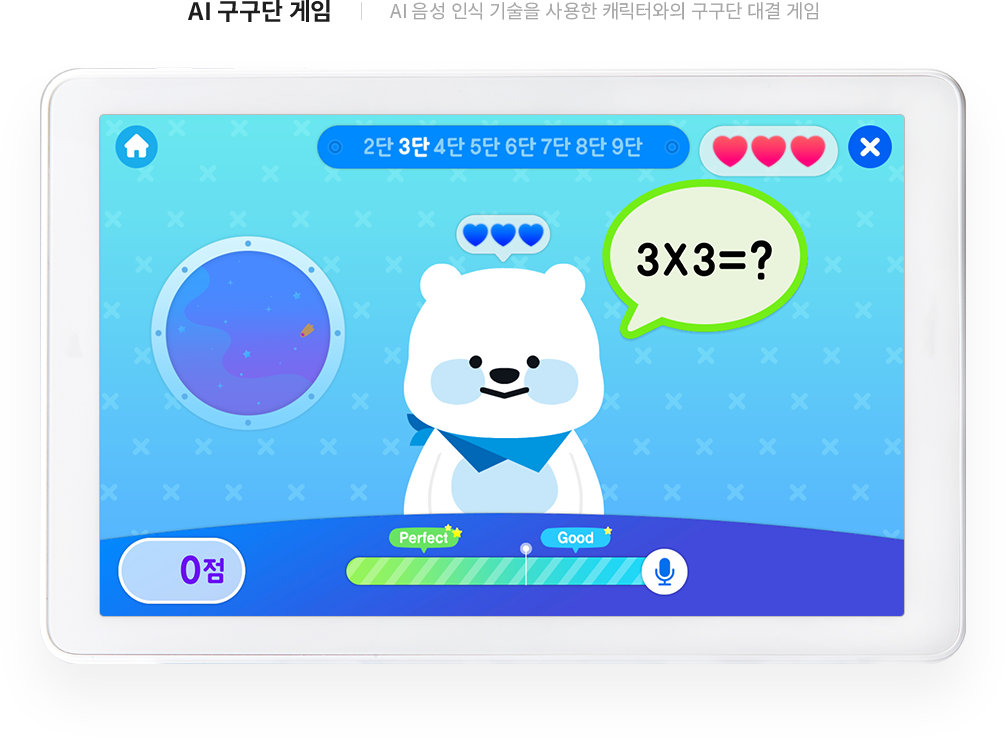 AI 구구단 게임
AI 음성 인식 기술을 사용한 캐릭터와의 구구단 대결 게임
2단 3단 4단 5단 6단 7단 8단 9단
3X3=?
Perfect
Good
0점